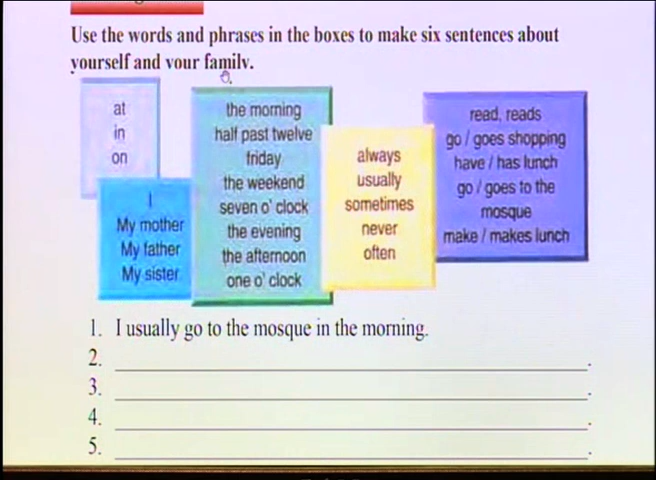 Use the words and phrases in the boxes to make six sentences about
yourself and your family.
at
in
on
I
My mother
My father
My sister
the morning
half past twelve
friday
the weekend
seven o' clock
the evening
the afternoon
one o' clock
always
usually
sometimes
never
often
read, reads
go / goes shopping
have / has lunch
go / goes to the
mosque
make / makes lunch
1. I usually go to the mosque in the morning.
2. .
3. .
4. .
5. .